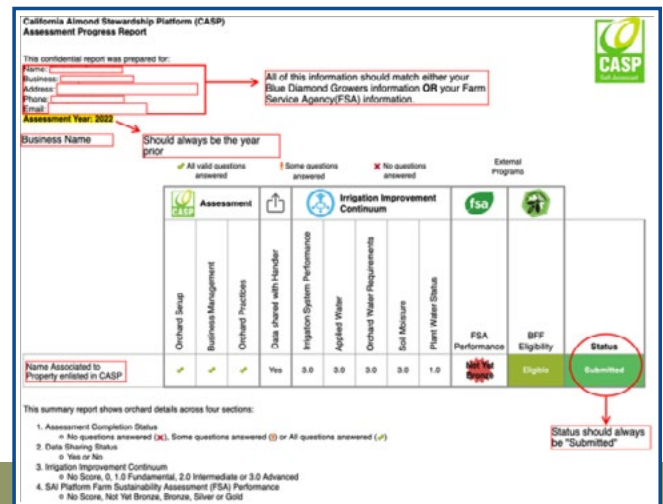 California Almond Stewardship Platform (CASP)
Assessment Progress Report
CASP
Self-Assessed
This confidential report was prepared for:
Name:
Business:
Address:
Phone:
Email:
All of this information should match either your
Blue Diamond Growers information OR your Farm
Service Agency(FSA) information.
Assessment Year: 2022
Business Name
Should always be the year
prior
All valid questions
answered
Some questions
answered
No questions
answered
External
Programs
CASP
Assessment
Irrigation Improvement
Continuum
fsa
Orchard Setup
Business Management
Orchard Practices
Data shared with Handler
Irrigation System Performance
Applied Water
Orchard Water Requirements
Soil Moisture
Plant Water Status
FSA
Performance
BFF
Eligibility
Status
Name Associated to
Property enlisted in CASP
✓ ✓ ✓ Yes 3.0 3.0 3.0 3.0 1.0
Not Yet
Bronze
Eligible
Submitted
Status should always
be "Submitted"
This summary report shows orchard details across four sections:
1. Assessment Completion Status
o No questions answered (✖), Some questions answered (!) or All questions answered (✓)
2. Data Sharing Status
o Yes or No
3. Irrigation Improvement Continuum
o No Score, 0, 1.0 Fundamental, 2.0 Intermediate or 3.0 Advanced
4. SAI Platform Farm Sustainability Assessment (FSA) Performance
o No Score, Not Yet Bronze, Bronze, Silver or Gold